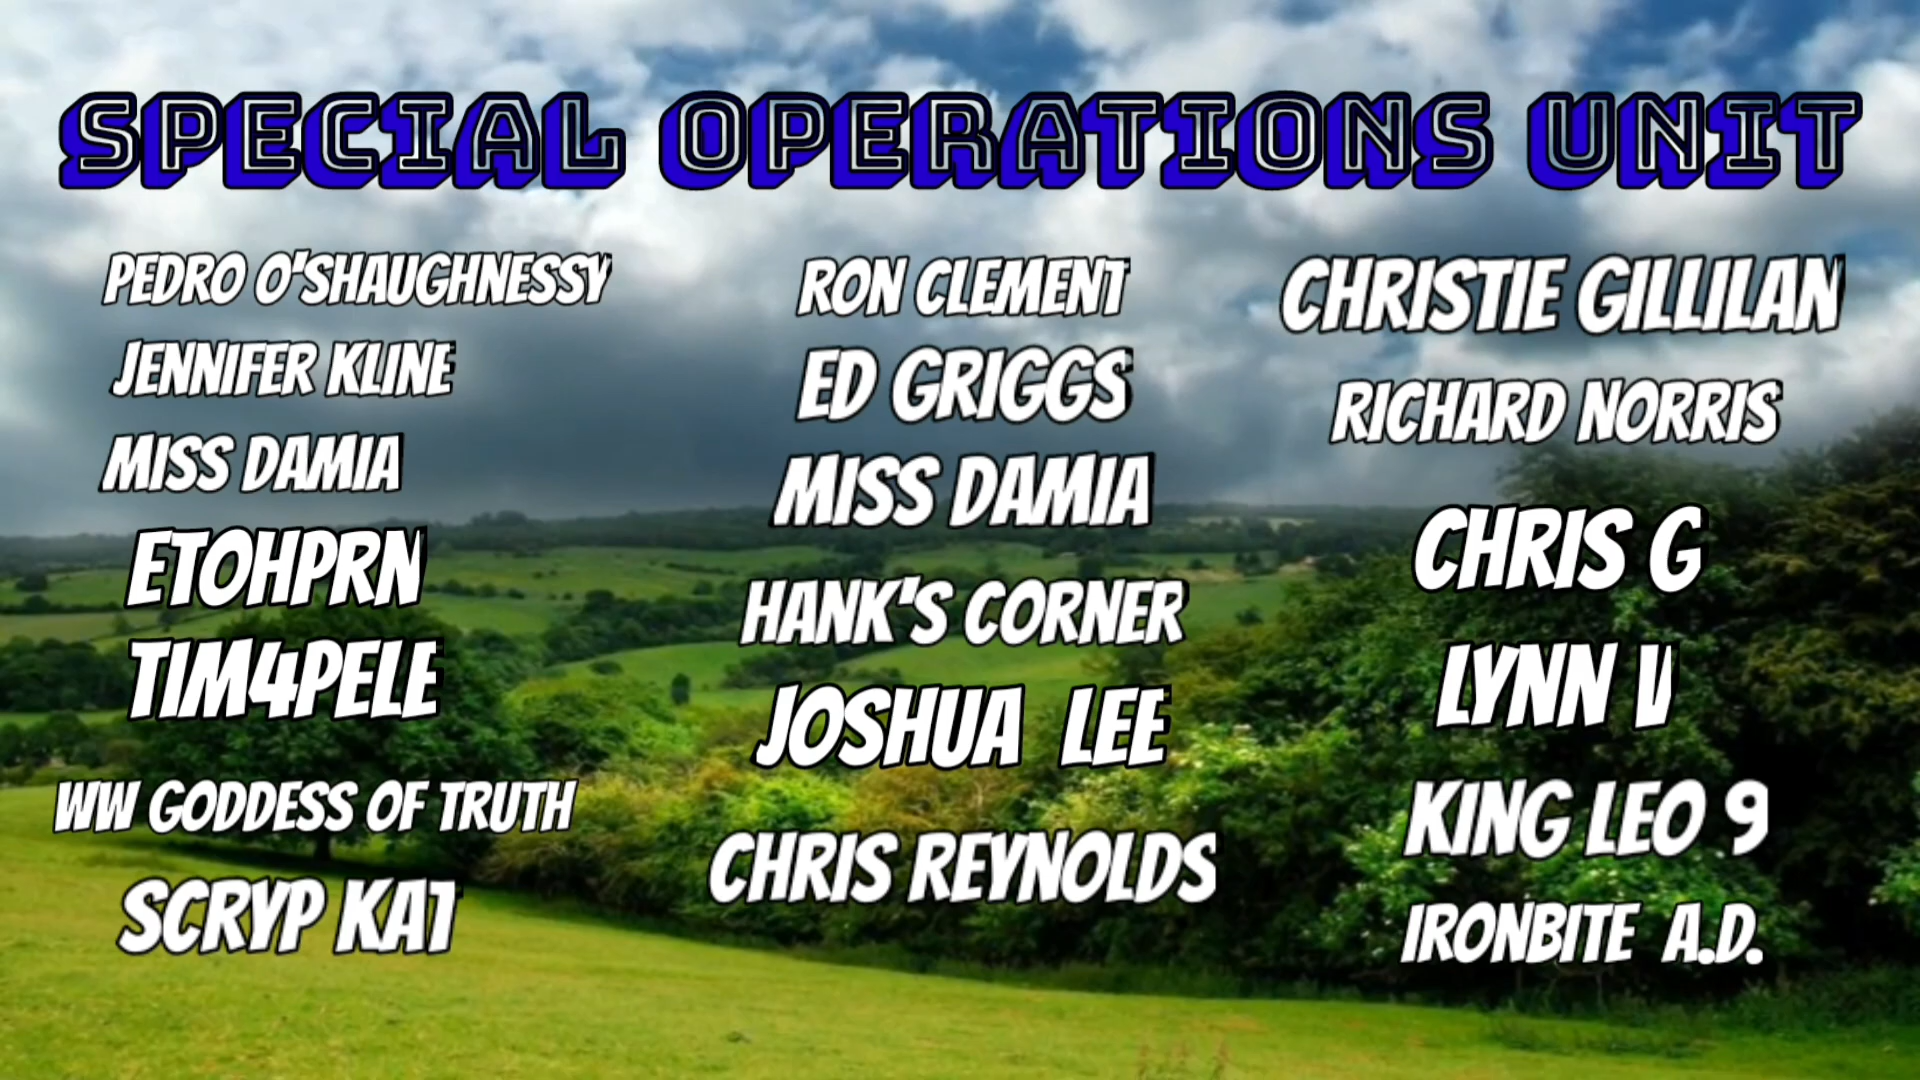 SPECIAL OPERATIONS UNIT
PEDRO O'SHAUGHNESSY
JENNIFER KLINE
MISS DAMIA
ETOHPRN
TIM4PELE
WW GODDESS OF TRUTH
SCRYP KAT
RON CLEMENT
ED GRIGGS
MISS DAMIA
HANK'S CORNER
JOSHUA LEE
CHRIS REYNOLDS
CHRISTIE GILLILAN
RICHARD NORRIS
CHRIS G
LYNN V
KING LEO 9
IRONBITE A.D.